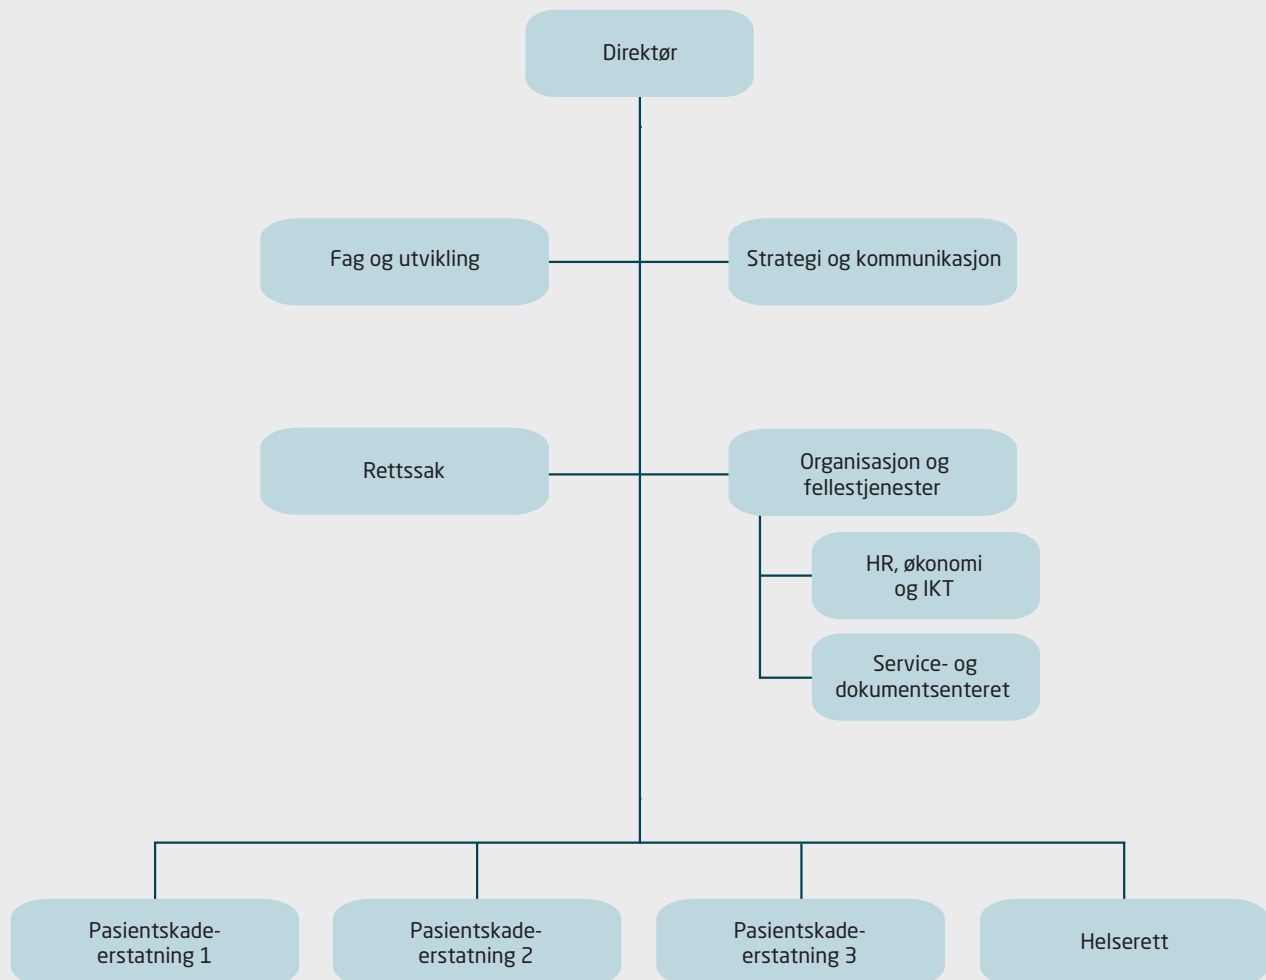 Direktør
Fag og utvikling
Strategi og kommunikasjon
Rettssak
Organisasjon og
fellestjenester
HR, økonomi
og IKT
Service- og
dokumentsenteret
Pasientskade-
erstatning 1
Pasientskade-
erstatning 2
Pasientskade-
erstatning 3
Helserett